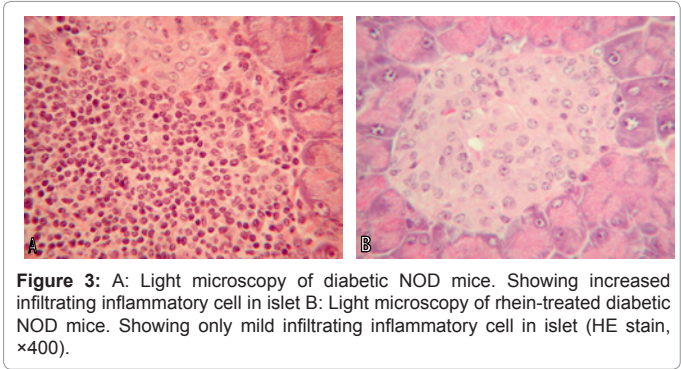 A
B
Figure 3: A: Light microscopy of diabetic NOD mice. Showing increased
infiltrating inflammatory cell in islet B: Light microscopy of rhein-treated diabetic
NOD mice. Showing only mild infiltrating inflammatory cell in islet (HE stain,
×400).